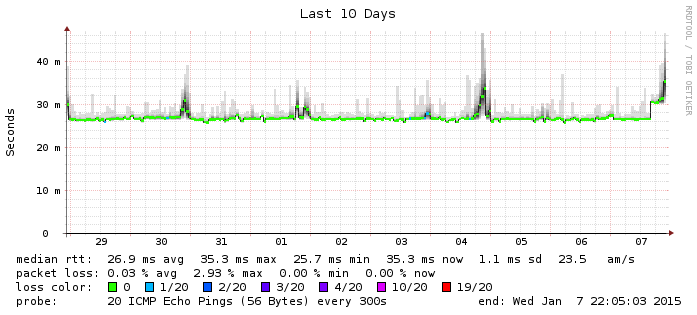 Last 10 Days
RRDTOOL / TOBI OETIKER
Seconds
40 m
30 m
20 m
10 m
0
29 30 31 01 02 03 04 05 06 07
median rtt: 26.9 ms avg 35.3 ms max 25.7 ms min 35.3 ms now 1.1 ms sd 23.5 am/s
packet loss: 0.03 % avg 2.93 % max 0.00 % min 0.00 % now
loss color: 0 1/20 2/20 3/20 4/20 10/20 19/20
probe: 20 ICMP Echo Pings (56 Bytes) every 300s end: Wed Jan 7 22:05:03 2015